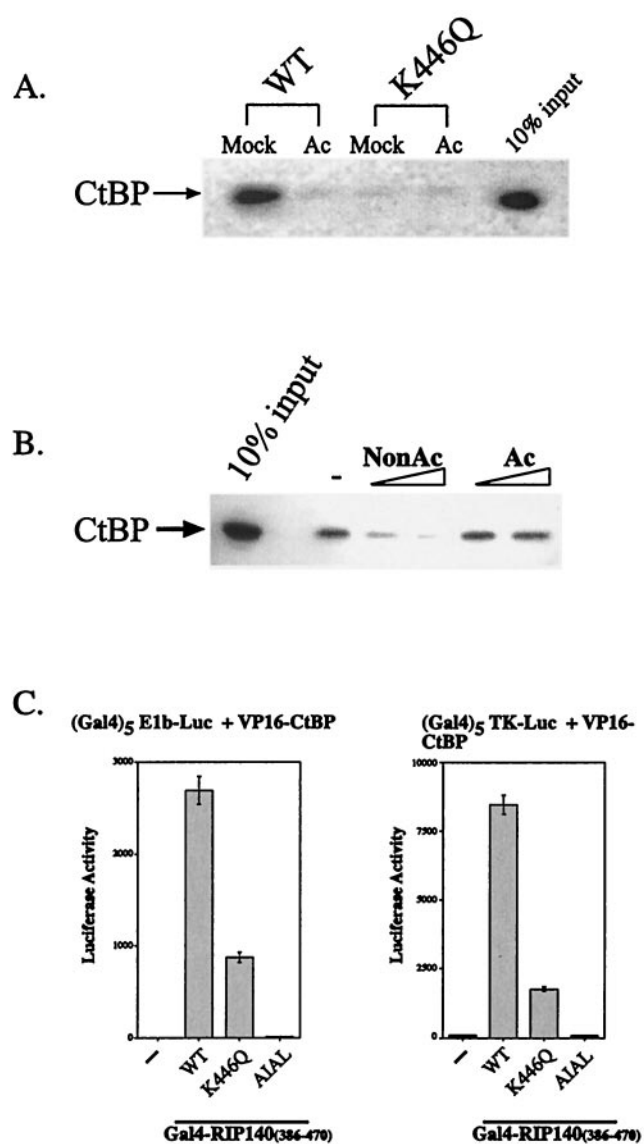 A.
WT K446Q
Mock Ac Mock Ac 10% input
CtBP
B.
10% input - NonAc Ac
CtBP
C.
(Gal4)5 E1b-Luc + VP16-CtBP
3000
2000
1000
0
Luciferase Activity
– WT K446Q AIAL
Gal4-RIP140(386-470)
(Gal4)5 TK-Luc + VP16-
CtBP
10000
7500
5000
2500
0
Luciferase Activity
– WT K446Q AIAL
Gal4-RIP140(386-470)